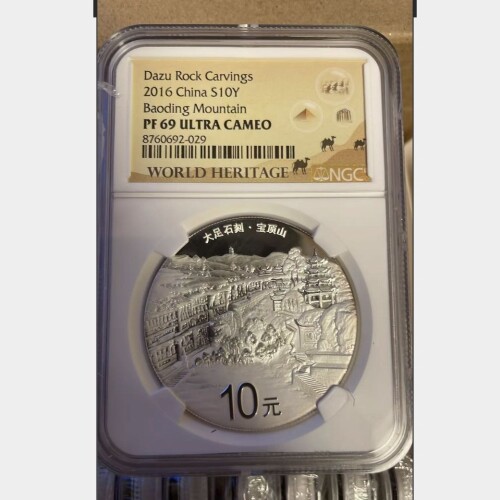 Dazu Rock Carvings
2016 China S10Y
Baoding Mountain
PF 69 ULTRA CAMEO
8760692-029
WORLD HERITAGE
NGC
大足石刻·宝顶山
10元